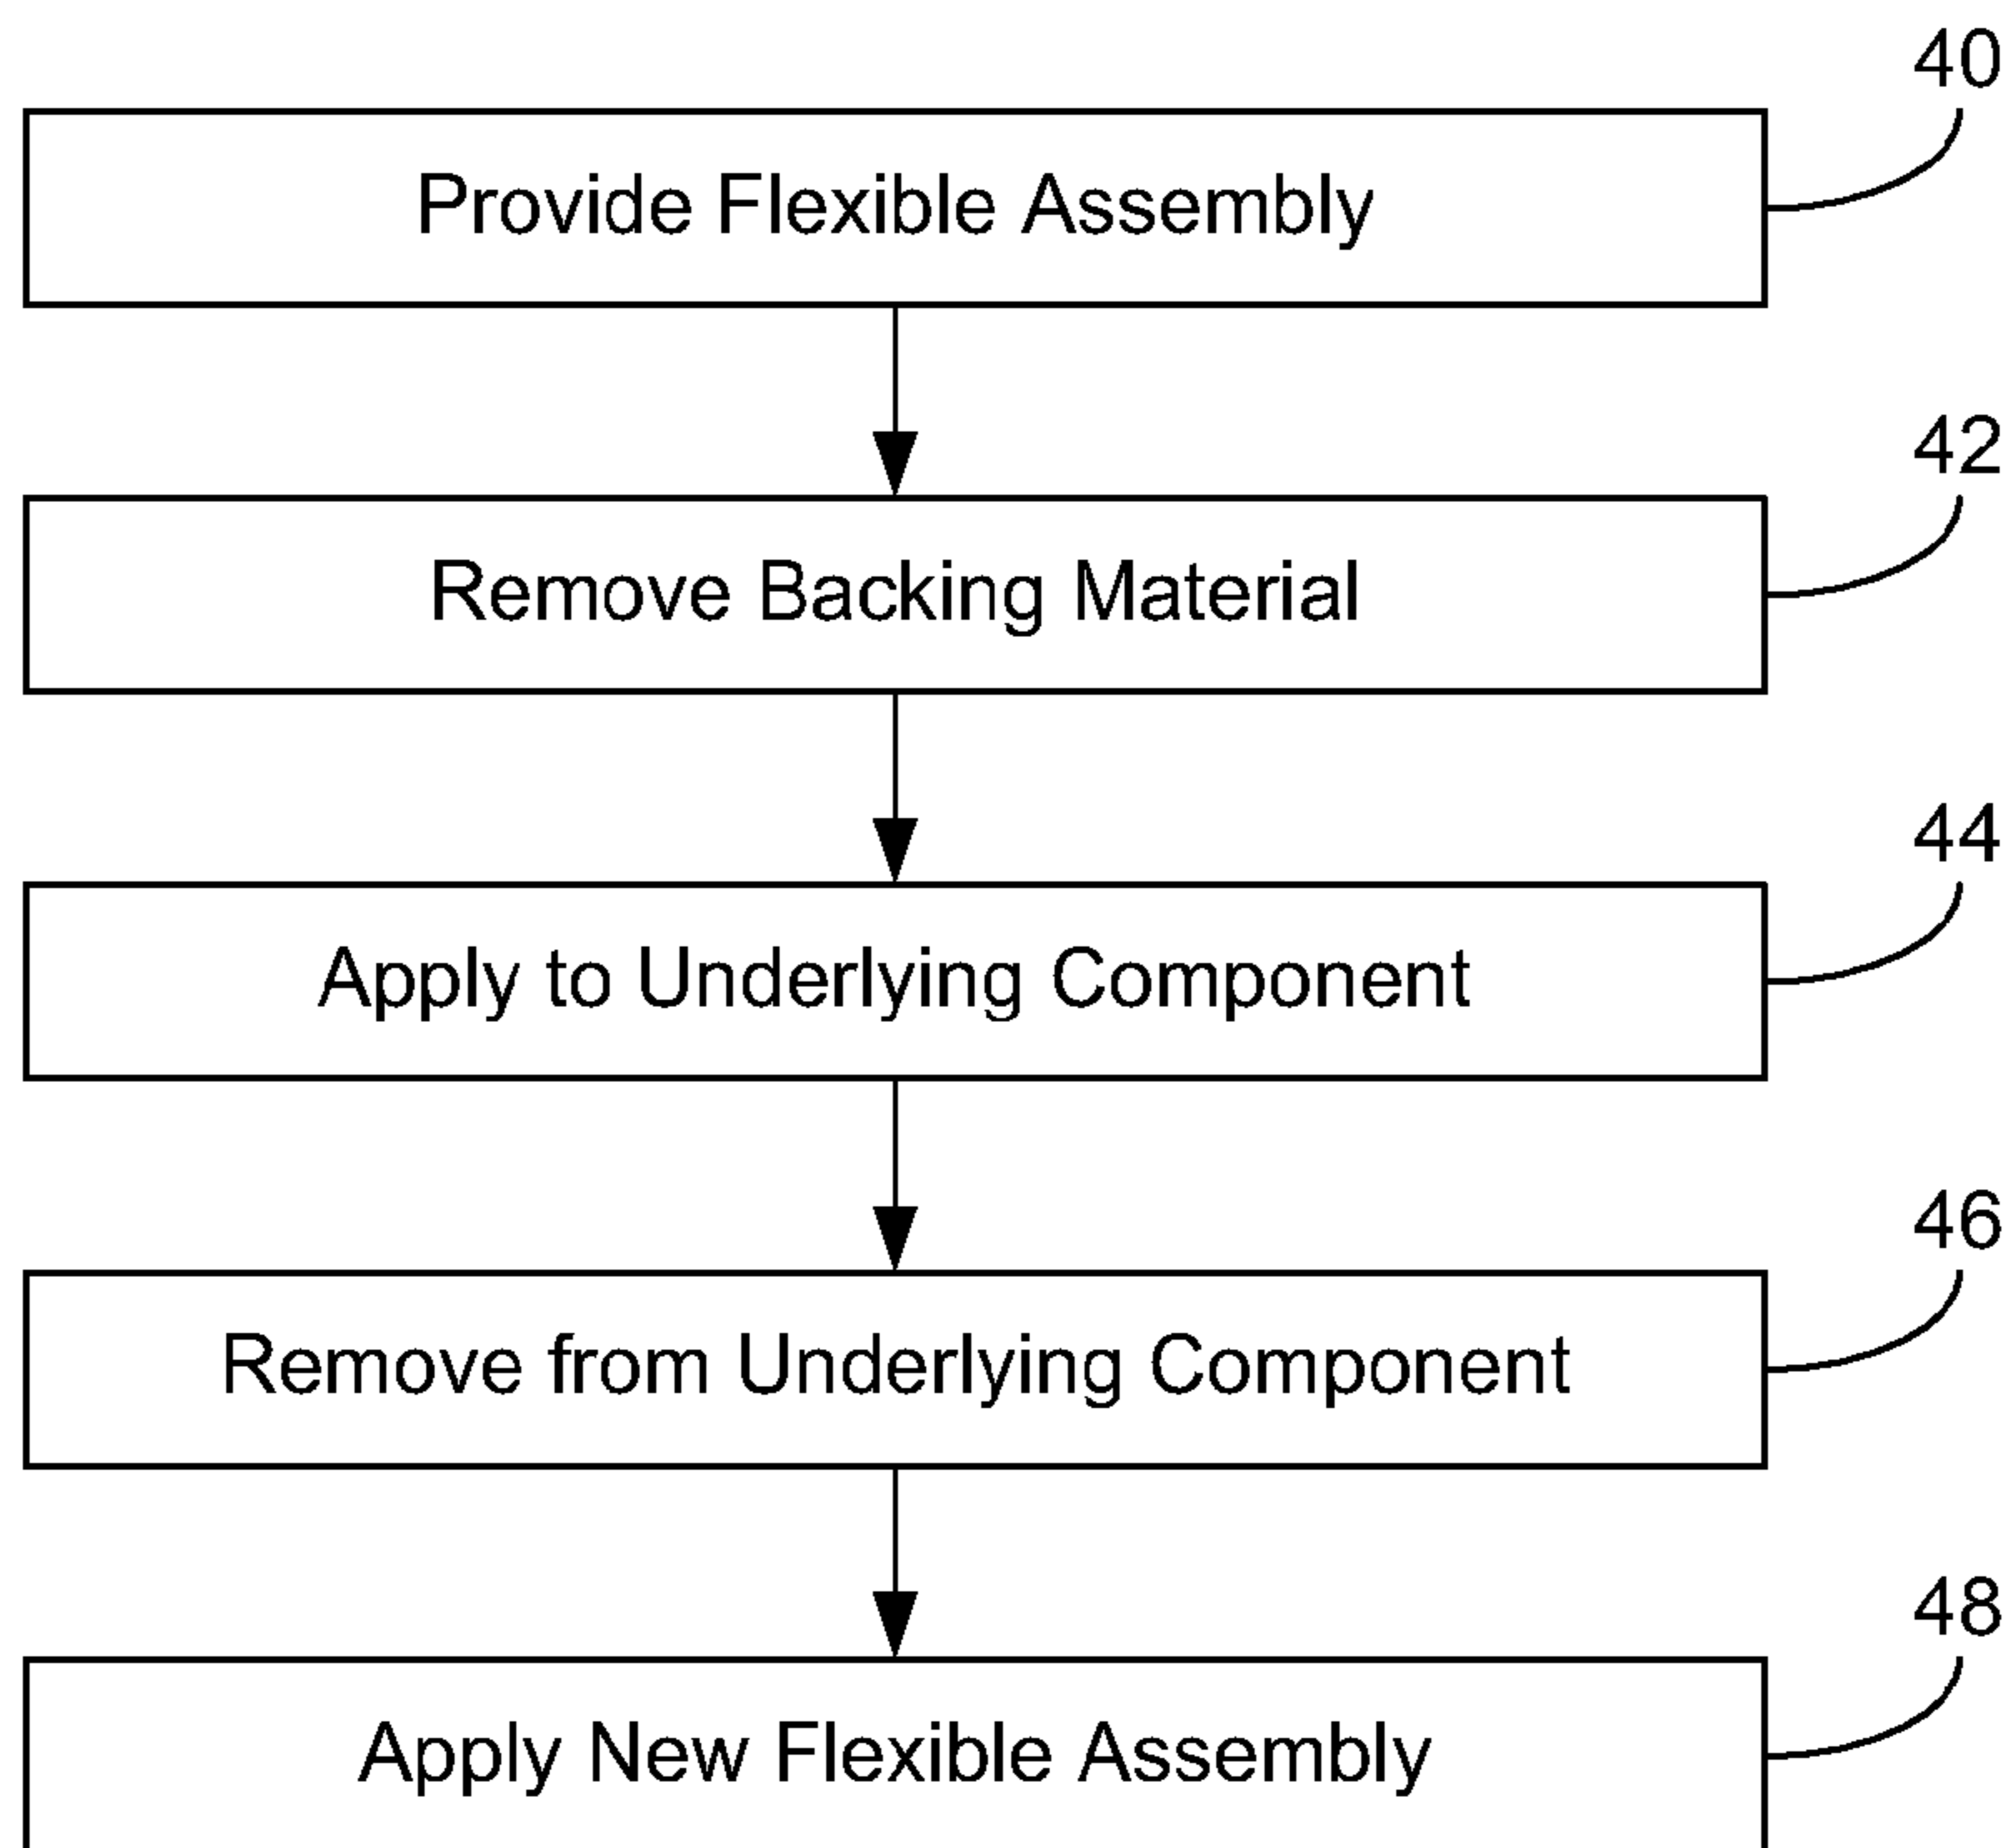 40
Provide Flexible Assembly
42
Remove Backing Material
44
Apply to Underlying Component
46
Remove from Underlying Component
48
Apply New Flexible Assembly